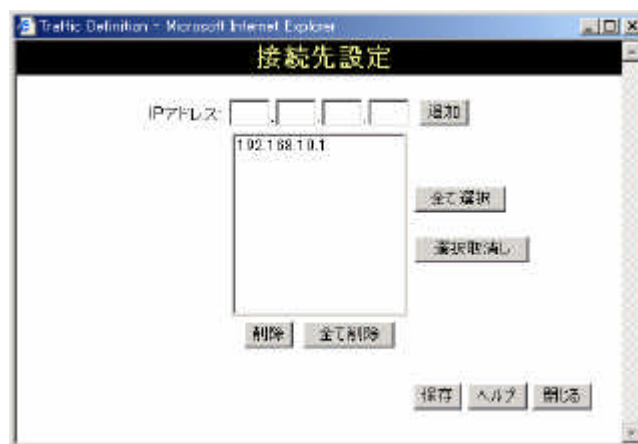 Traffic Definition - Microsoft Internet Explorer
接続先設定
IPアドレス: . . . 追加
192.168.10.1
全て選択
選択取消し
削除 全て削除
保存 ヘルプ 閉じる